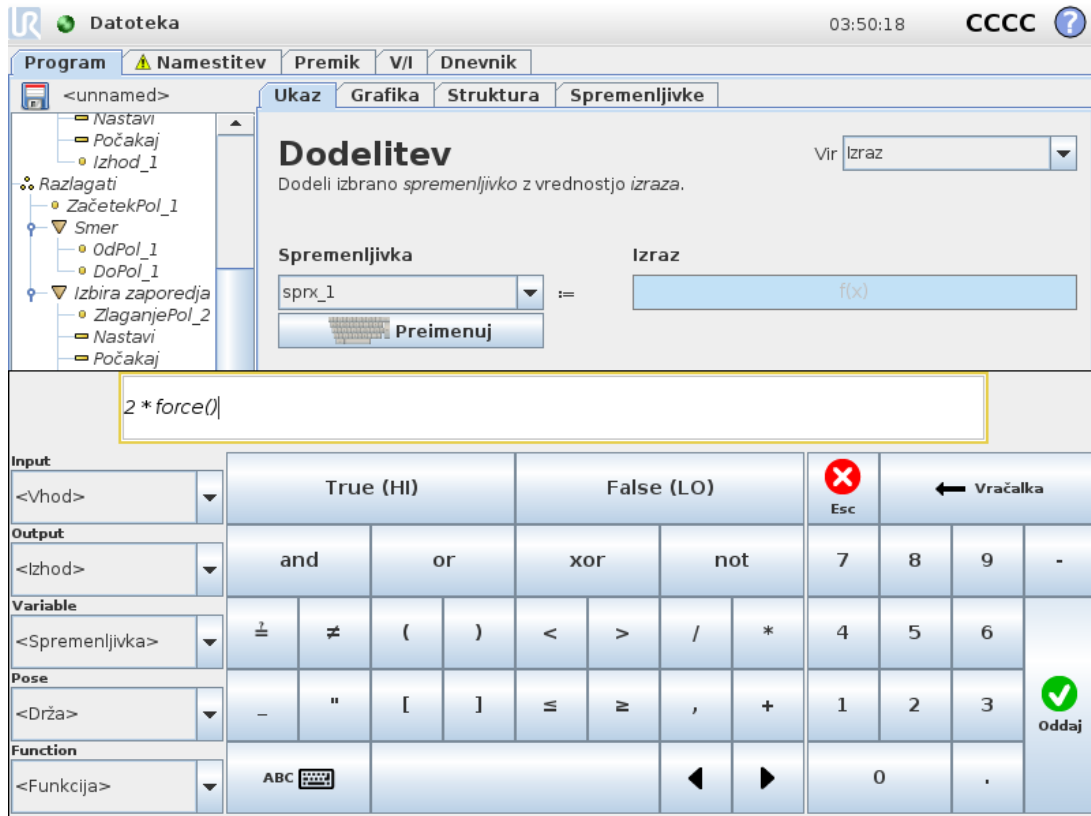 UR Datoteka 03:50:18 CCCC ?
Program Namestitev Premik V/I Dnevnik
<unnamed> Ukaz Grafika Struktura Spremenljivke
Nastavi
Počakaj
Izhod_1
Razlagati
ZačetekPol_1
Smer
OdPol_1
DoPol_1
Izbira zaporedja
ZlaganjePol_2
Nastavi
Počakaj
Dodelitev
Vir Izraz
Dodeli izbrano spremenljivko z vrednostjo izraza.
Spremenljivka Izraz
sprx_1 := f(x)
Preimenuj
2 * force()
Input
<Vhod>
Output
<Izhod>
Variable
<Spremenljivka>
Pose
<Drža>
Function
<Funkcija>
True (HI) False (LO) Esc Vračalka
and or xor not 7 8 9 -
≟ ≠ ( ) < > / * 4 5 6
_ " [ ] ≤ ≥ , + 1 2 3 Oddaj
ABC 0 .